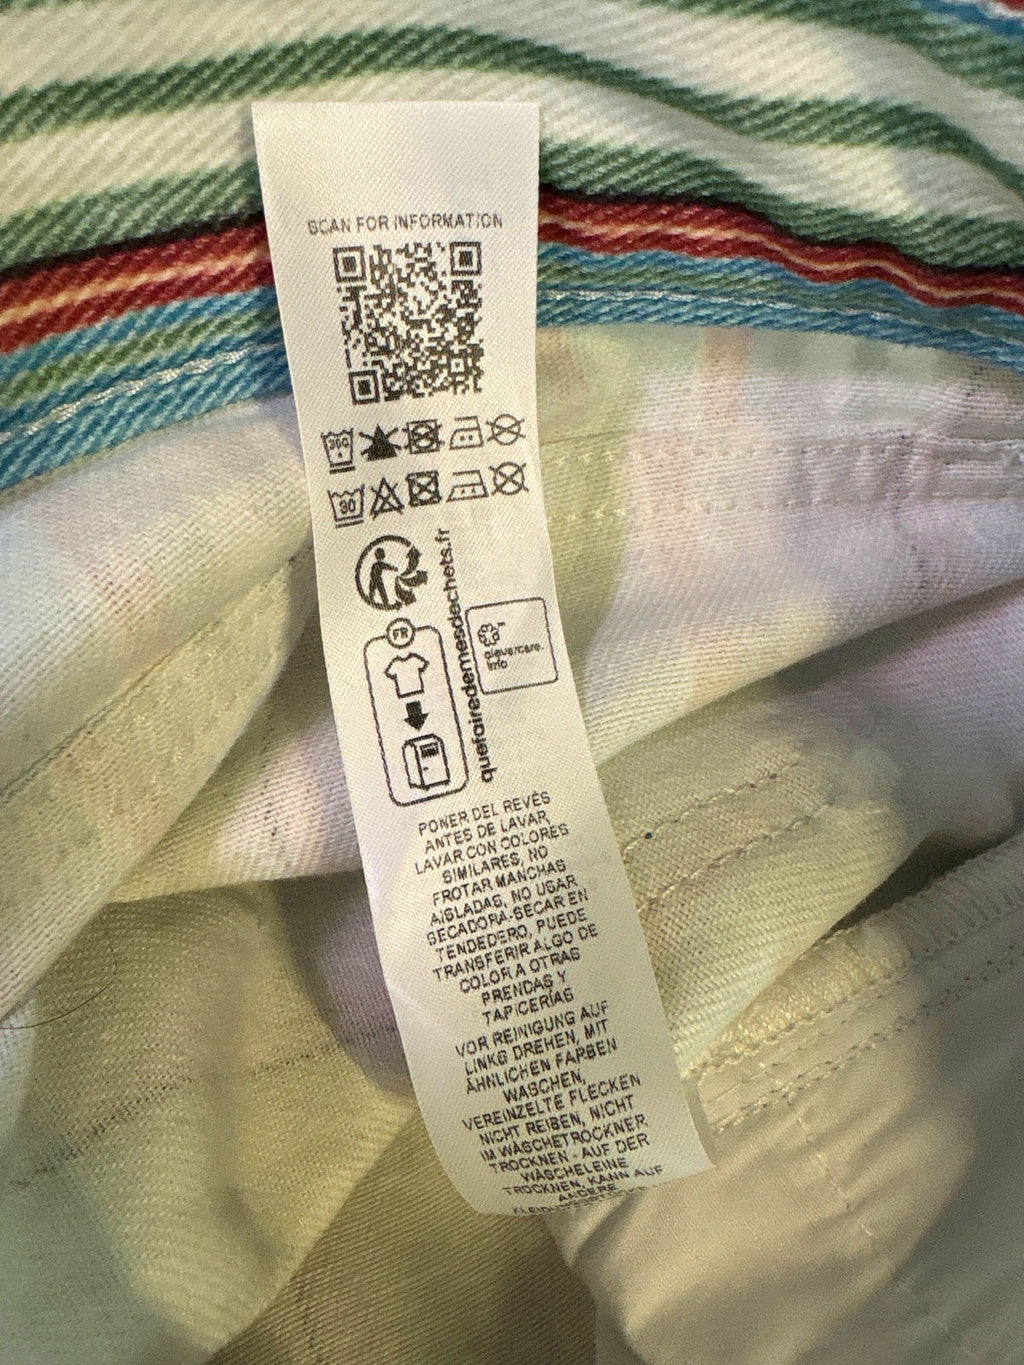 SCAN FOR INFORMATION
30C
30
quefairedemesdechets.fr
FR
clevercare.
info
PONER DEL REVÉS
ANTES DE LAVAR,
LAVAR CON COLORES
SIMILARES, NO
FROTAR MANCHAS
AISLADAS, NO USAR
SECADORA-SECAR EN
TENDEDERO, PUEDE
TRANSFERIR ALGO DE
COLOR A OTRAS
PRENDAS Y
TAPICERÍAS
VOR REINIGUNG AUF
LINKS DREHEN, MIT
ÄHNLICHEN FARBEN
WASCHEN,
VEREINZELTE FLECKEN
NICHT REIBEN, NICHT
IM WÄSCHETROCKNER
TROCKNEN - AUF DER
WÄSCHELEINE
TROCKNEN, KANN AUF
ANDERE